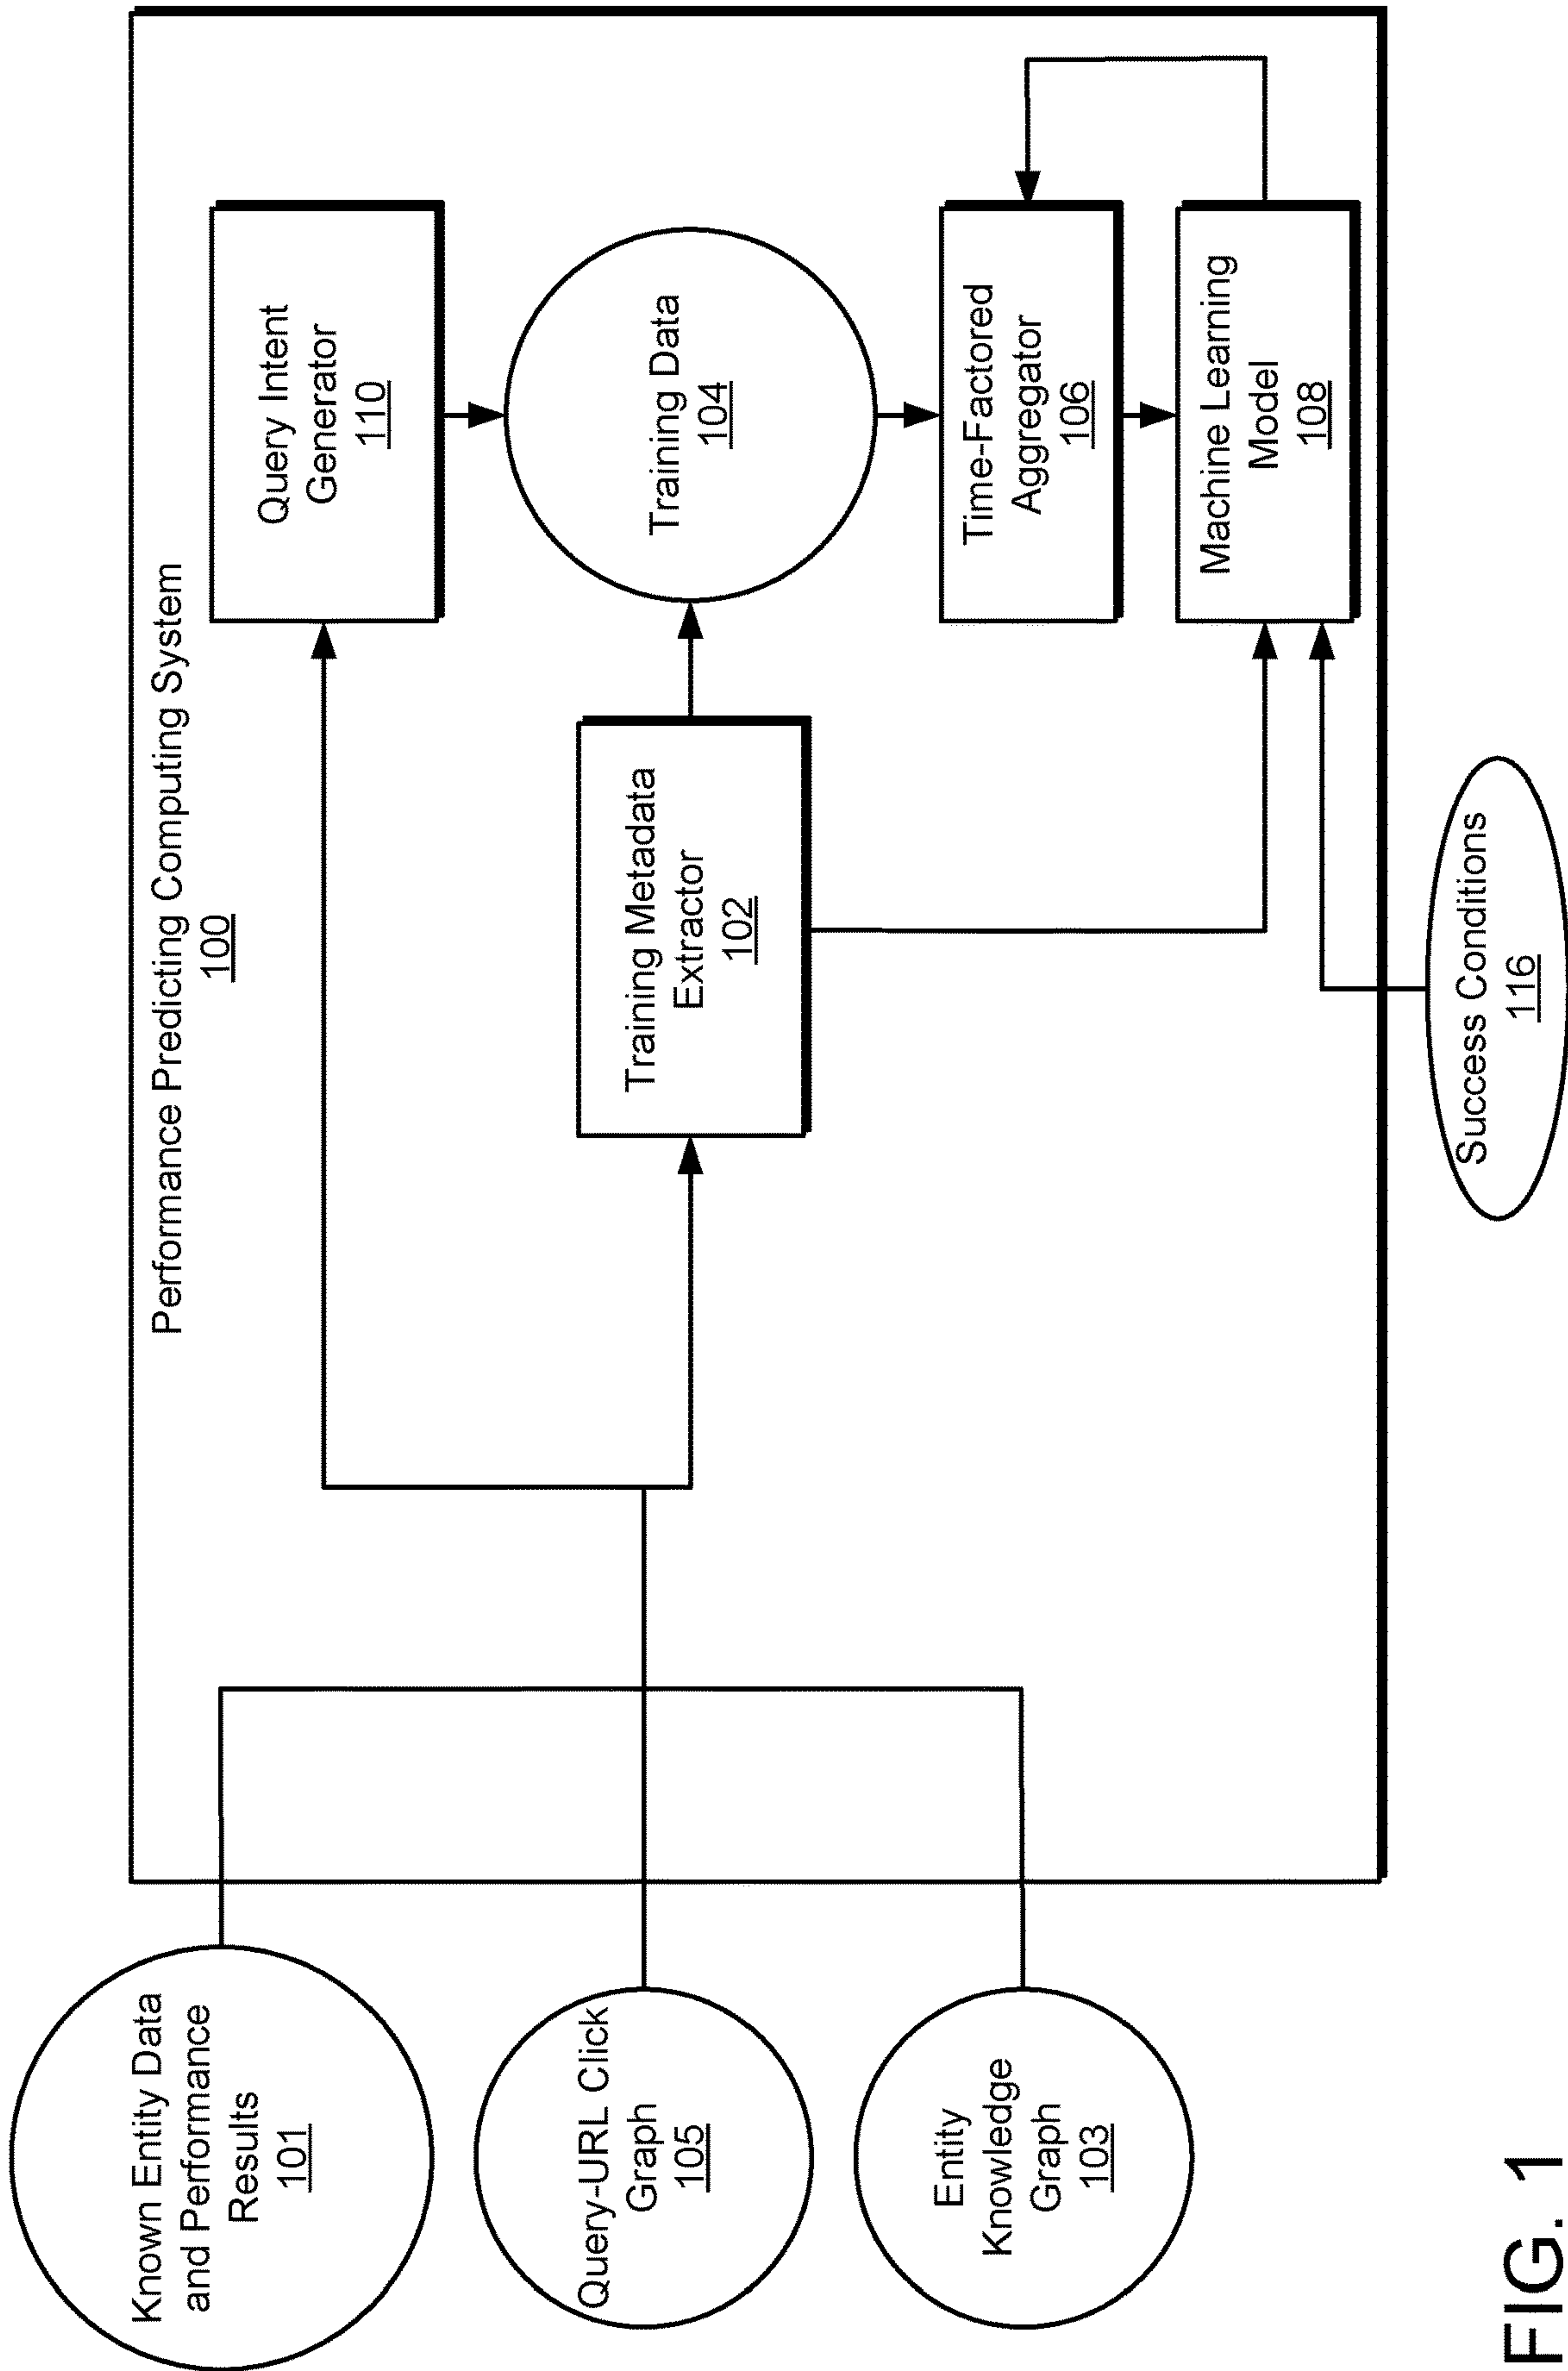 Performance Predicting Computing System
100
Known Entity Data
and Performance
Results
101
Query-URL Click
Graph
105
Entity
Knowledge
Graph
103
Query Intent
Generator
110
Training Metadata
Extractor
102
Training Data
104
Time-Factored
Aggregator
106
Machine Learning
Model
108
Success Conditions
116
FIG. 1